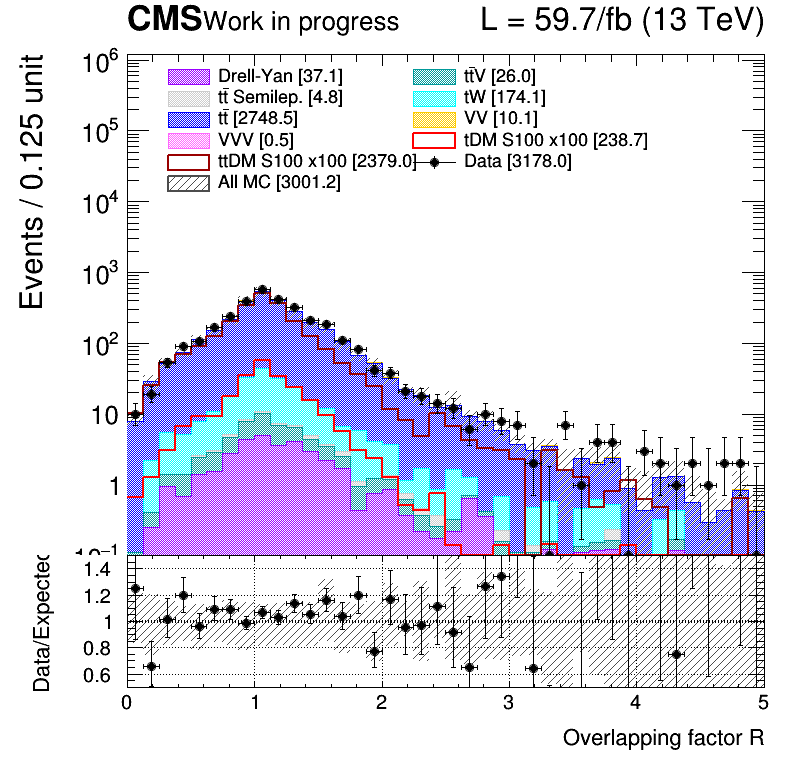 CMS Work in progress L = 59.7/fb (13 TeV)
Events / 0.125 unit
10⁶
10⁵
10⁴
10³
10²
10
1
10⁻¹
Drell-Yan [37.1]
tt̄V [26.0]
tt̄ Semilep. [4.8]
tW [174.1]
tt̄ [2748.5]
VV [10.1]
VVV [0.5]
tDM S100 x100 [238.7]
ttDM S100 x100 [2379.0]
Data [3178.0]
All MC [3001.2]
Data/Expected
1.4
1.2
1
0.8
0.6
0 1 2 3 4 5
Overlapping factor R